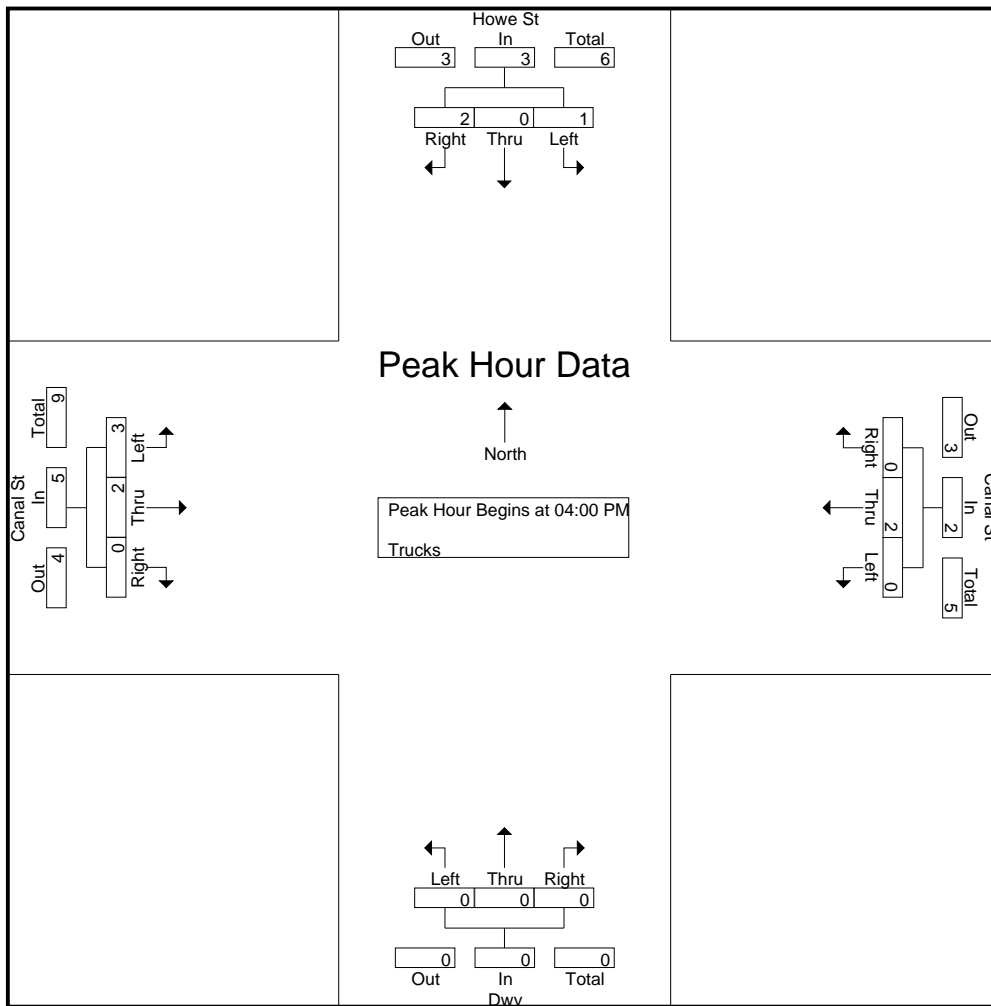 Howe St
Out In Total
3 3 6
2 0 1
Right Thru Left
Peak Hour Data
North
Peak Hour Begins at 04:00 PM
Trucks
Canal St
Out In Total
4 5 9
Right Thru Left
0 2 3
Canal St
Out In Total
3 2 5
Right Thru Left
0 2 0
Left Thru Right
0 0 0
0 0 0
Out In Total
Dwy